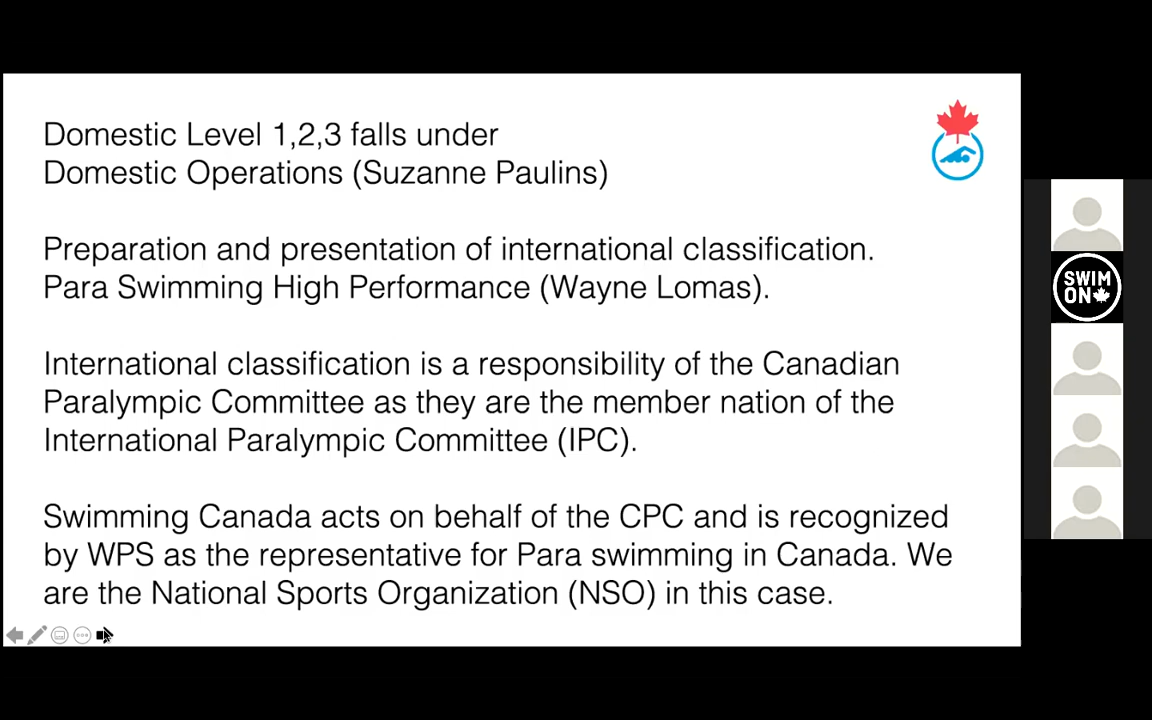 Domestic Level 1,2,3 falls under
Domestic Operations (Suzanne Paulins)
Preparation and presentation of international classification.
Para Swimming High Performance (Wayne Lomas).
International classification is a responsibility of the Canadian
Paralympic Committee as they are the member nation of the
International Paralympic Committee (IPC).
Swimming Canada acts on behalf of the CPC and is recognized
by WPS as the representative for Para swimming in Canada. We
are the National Sports Organization (NSO) in this case.
SWIM
ON